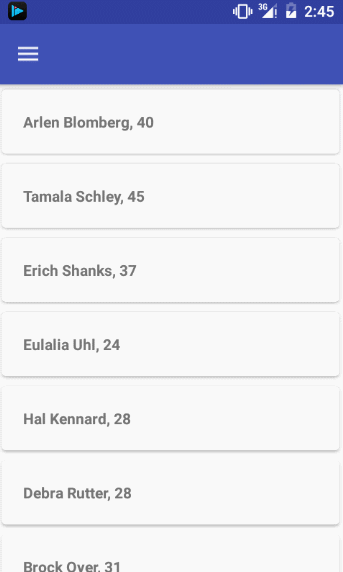 3G 2:45
Arlen Blomberg, 40
Tamala Schley, 45
Erich Shanks, 37
Eulalia Uhl, 24
Hal Kennard, 28
Debra Rutter, 28
Brock Oyer, 31